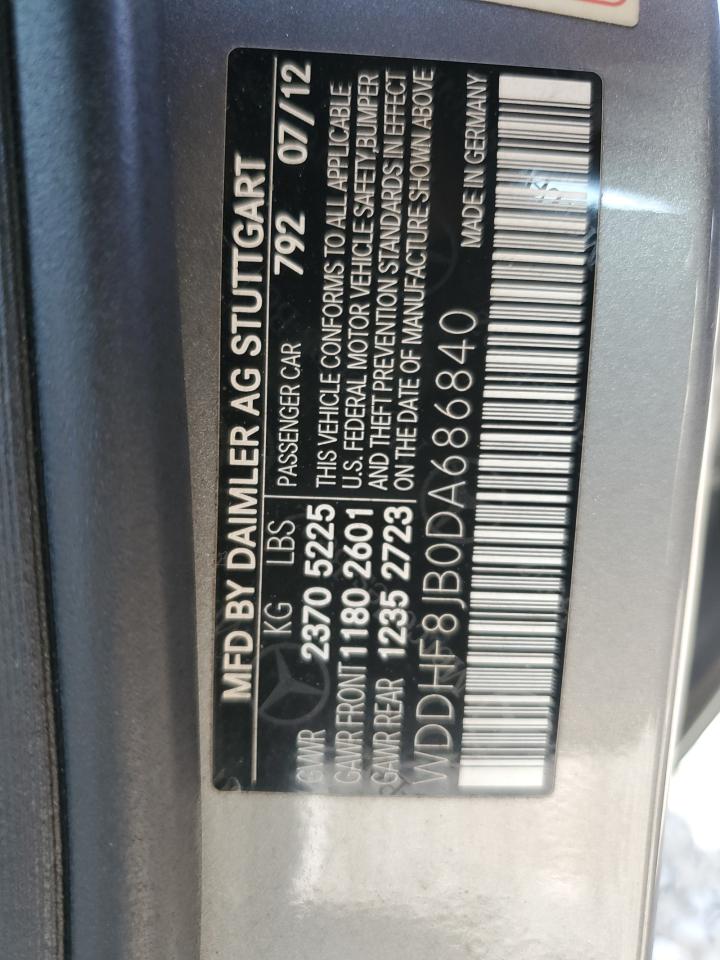 MFD BY DAIMLER AG STUTTGART
KG LBS PASSENGER CAR 792 07/12
GVWR 2370 5225 THIS VEHICLE CONFORMS TO ALL APPLICABLE
GAWR FRONT 1180 2601 U.S. FEDERAL MOTOR VEHICLE SAFETY,BUMPER
GAWR REAR 1235 2723 AND THEFT PREVENTION STANDARDS IN EFFECT
ON THE DATE OF MANUFACTURE SHOWN ABOVE
WDDHF8JB0DA686840 MADE IN GERMANY